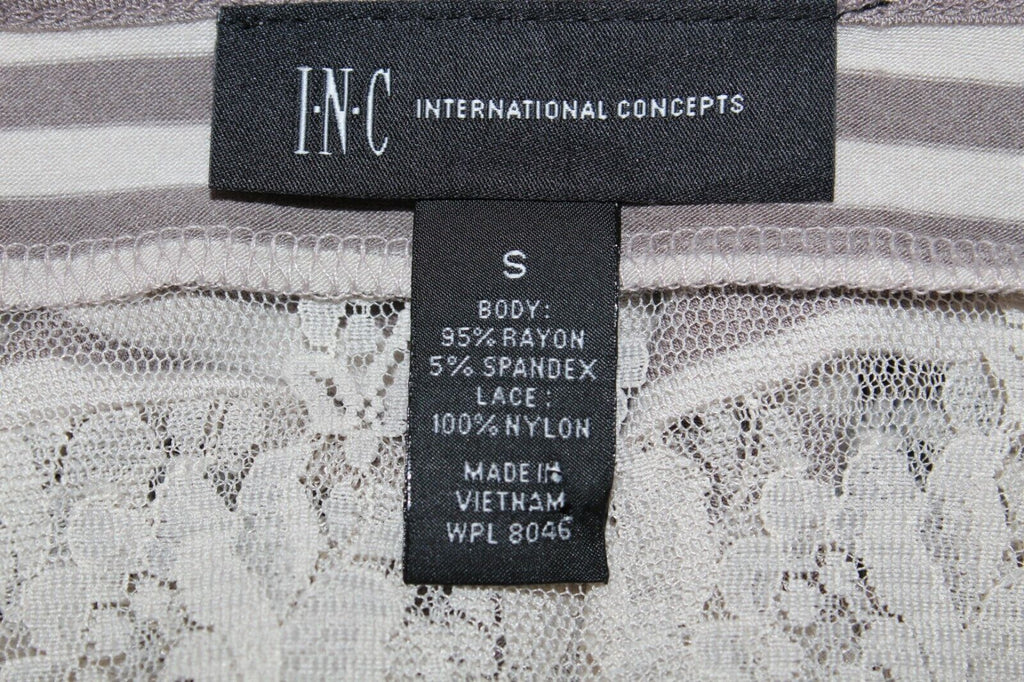 I·N·C INTERNATIONAL CONCEPTS
S
BODY:
95% RAYON
5% SPANDEX
LACE:
100% NYLON
MADE IN
VIETNAM
WPL 8046